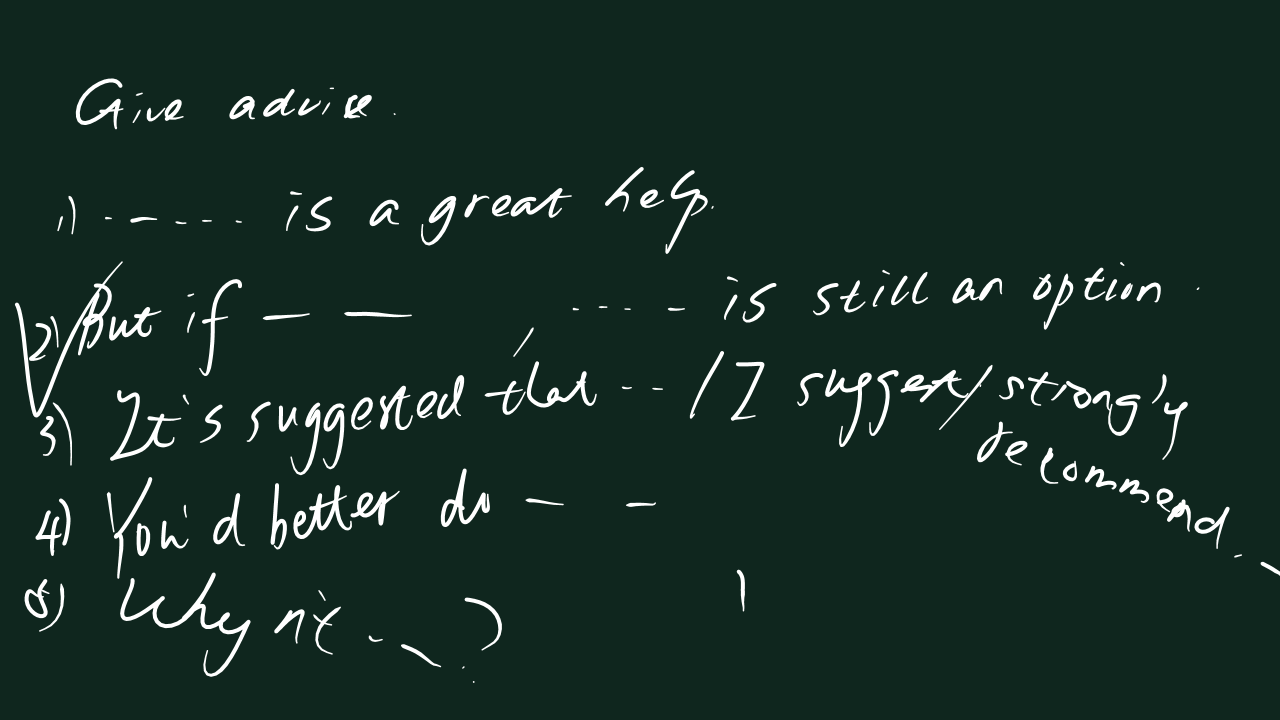 Give advise.
1) ------ is a great help.
2) But if — — , ----- is still an option.
3) It's suggested that --- / I suggest/strongly
recommend. -
4) You'd better do — —
5) Why n't -- ?